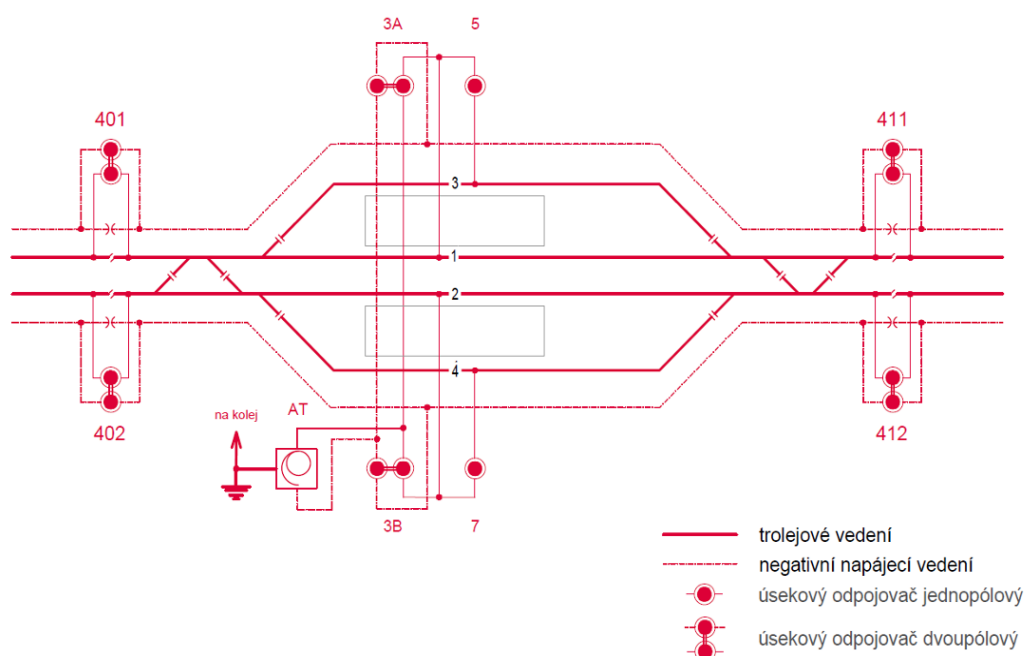 3A 5
401 411
3
1
2
4
402 412
na kolej AT
3B 7
trolejové vedení
negativní napájecí vedení
úsekový odpojovač jednopólový
úsekový odpojovač dvoupólový